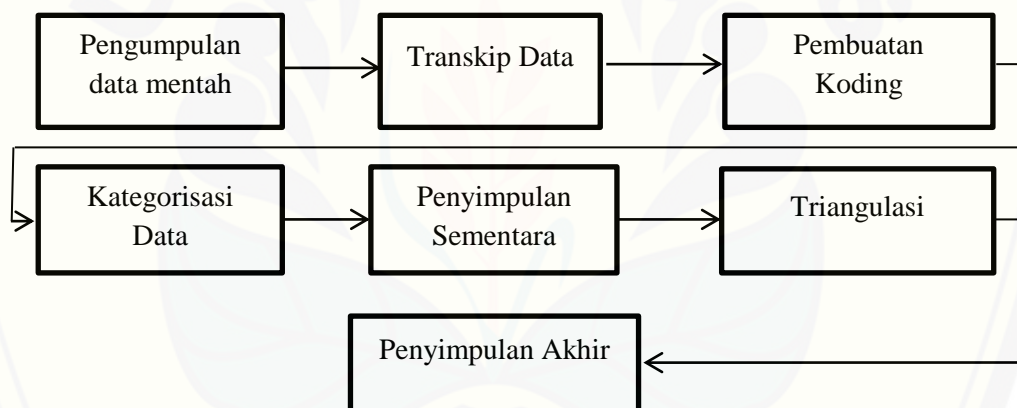 Pengumpulan
data mentah
Transkip Data
Pembuatan
Koding
Kategorisasi
Data
Penyimpulan
Sementara
Triangulasi
Penyimpulan Akhir